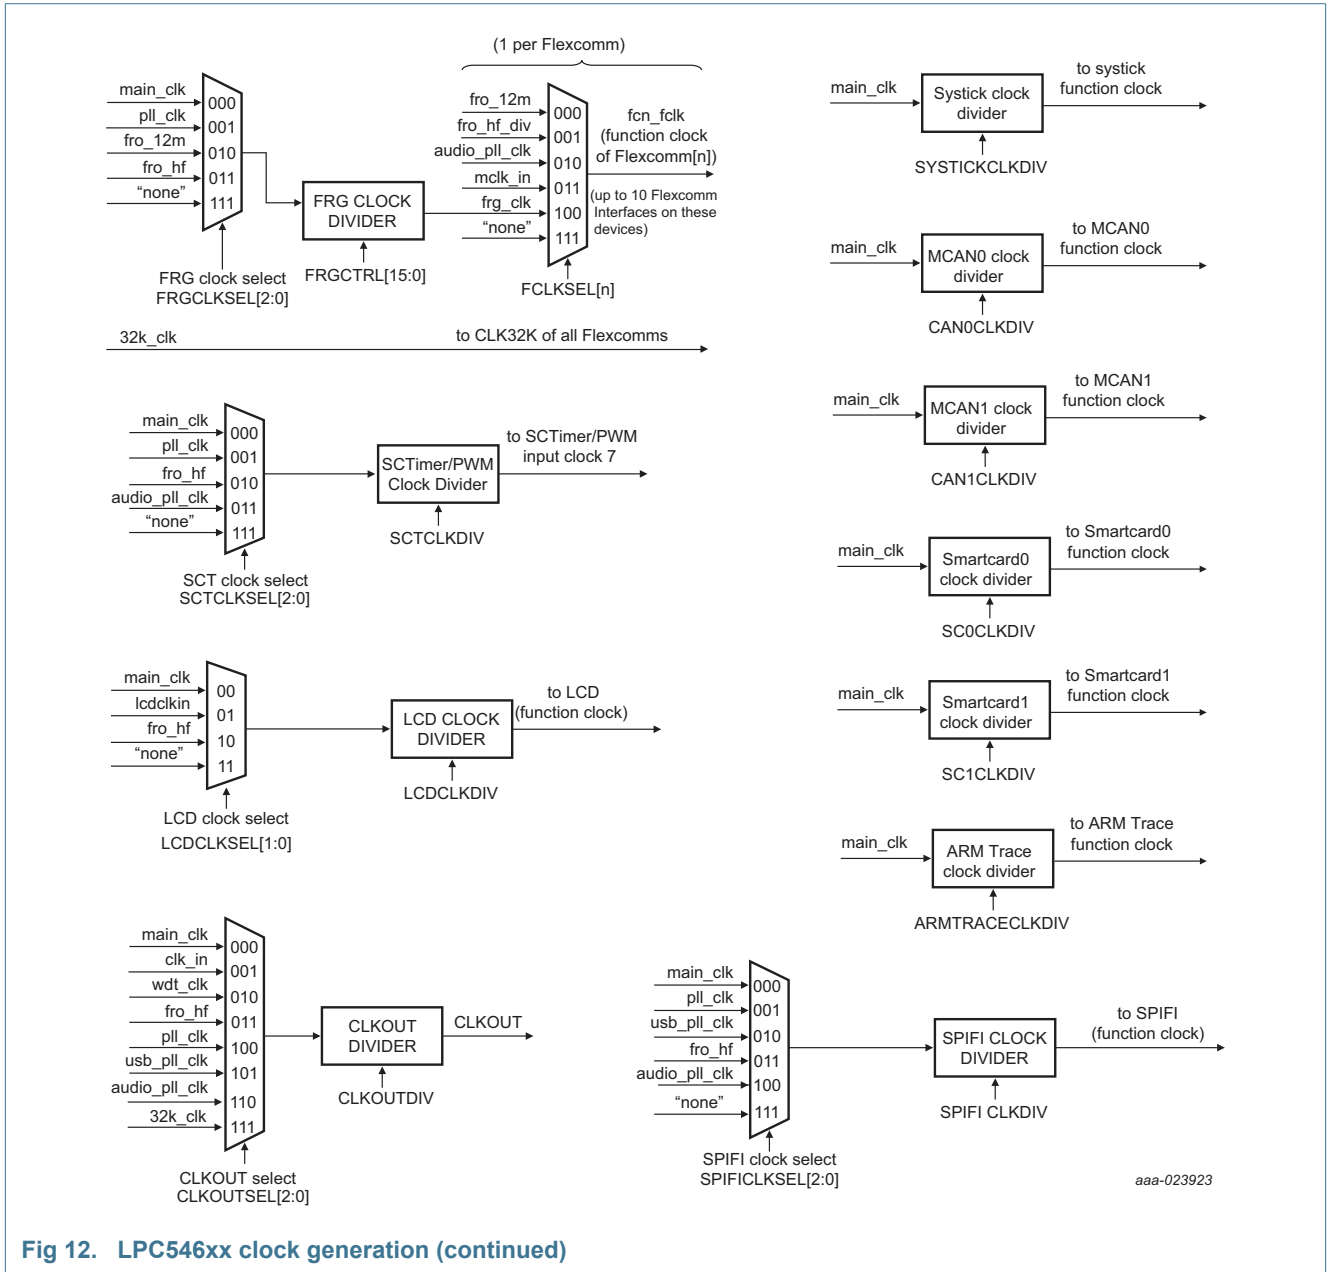 (1 per Flexcomm)
main_clk
000
pll_clk
001
fro_12m
010
fro_hf
011
“none”
111
FRG clock select
FRGCLKSEL[2:0]
FRG CLOCK
DIVIDER
FRGCTRL[15:0]
fro_12m
000
fro_hf_div
001
audio_pll_clk
010
mclk_in
011
frg_clk
100
“none”
111
FCLKSEL[n]
fcn_fclk
(function clock
of Flexcomm[n])
(up to 10 Flexcomm
Interfaces on these
devices)
32k_clk
to CLK32K of all Flexcomms
main_clk
000
pll_clk
001
fro_hf
010
audio_pll_clk
011
“none”
111
SCT clock select
SCTCLKSEL[2:0]
SCTimer/PWM
Clock Divider
SCTCLKDIV
to SCTimer/PWM
input clock 7
main_clk
00
lcdclkin
01
fro_hf
10
“none”
11
LCD clock select
LCDCLKSEL[1:0]
LCD CLOCK
DIVIDER
LCDCLKDIV
to LCD
(function clock)
main_clk
000
clk_in
001
wdt_clk
010
fro_hf
011
pll_clk
100
usb_pll_clk
101
audio_pll_clk
110
32k_clk
111
CLKOUT select
CLKOUTSEL[2:0]
CLKOUT
DIVIDER
CLKOUTDIV
CLKOUT
main_clk
Systick clock
divider
SYSTICKCLKDIV
to systick
function clock
main_clk
MCAN0 clock
divider
CAN0CLKDIV
to MCAN0
function clock
main_clk
MCAN1 clock
divider
CAN1CLKDIV
to MCAN1
function clock
main_clk
Smartcard0
clock divider
SC0CLKDIV
to Smartcard0
function clock
main_clk
Smartcard1
clock divider
SC1CLKDIV
to Smartcard1
function clock
main_clk
ARM Trace
clock divider
ARMTRACECLKDIV
to ARM Trace
function clock
main_clk
000
pll_clk
001
usb_pll_clk
010
fro_hf
011
audio_pll_clk
100
“none”
111
SPIFI clock select
SPIFICLKSEL[2:0]
SPIFI CLOCK
DIVIDER
SPIFI CLKDIV
to SPIFI
(function clock)
aaa-023923
Fig 12. LPC546xx clock generation (continued)